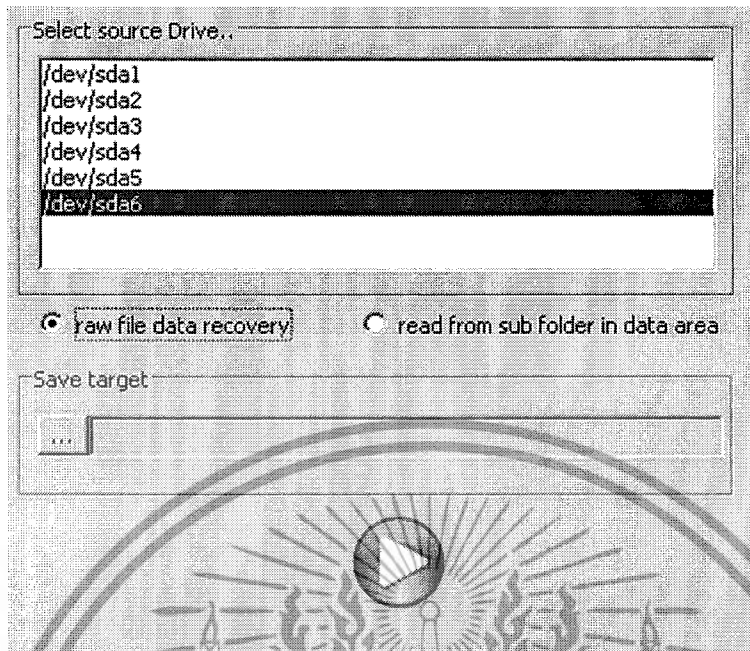 Select source Drive..
/dev/sda1
/dev/sda2
/dev/sda3
/dev/sda4
/dev/sda5
/dev/sda6
raw file data recovery
read from sub folder in data area
Save target
...